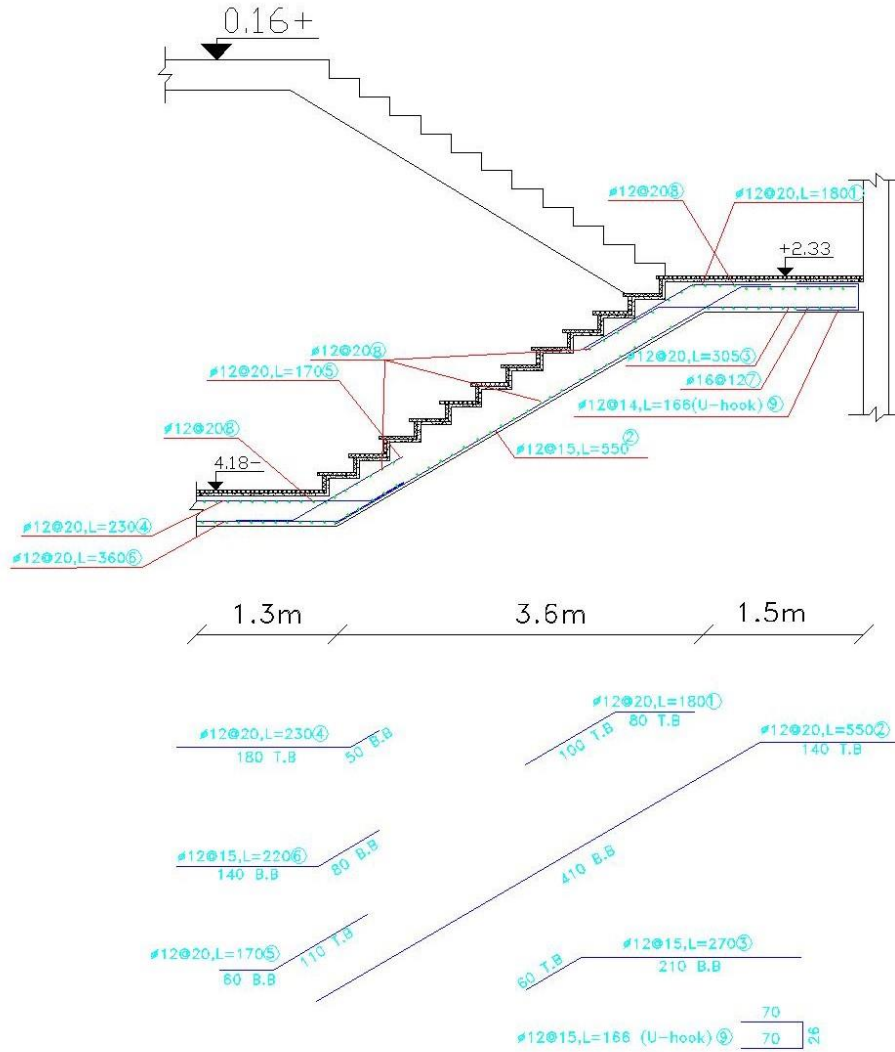 0.16+
ø12@20⑧
ø12@20,L=180①
+2.33
ø12@20⑧
ø12@20,L=170⑤
ø12@20,L=305③
ø16@12⑦
ø12@14,L=166(U-hook)⑨
ø12@20⑧
ø12@15,L=550②
4.18-
ø12@20,L=230④
ø12@20,L=360⑥
1.3m
3.6m
1.5m
ø12@20,L=180①
80 T.B
100 T.B
ø12@20,L=230④
180 T.B
50 B.B
ø12@20,L=550②
140 T.B
410 B.B
ø12@15,L=220⑥
140 B.B
80 B.B
ø12@20,L=170⑤
60 B.B
110 T.B
ø12@15,L=270③
210 B.B
60 T.B
ø12@15,L=166 (U-hook)⑨
70
70
26